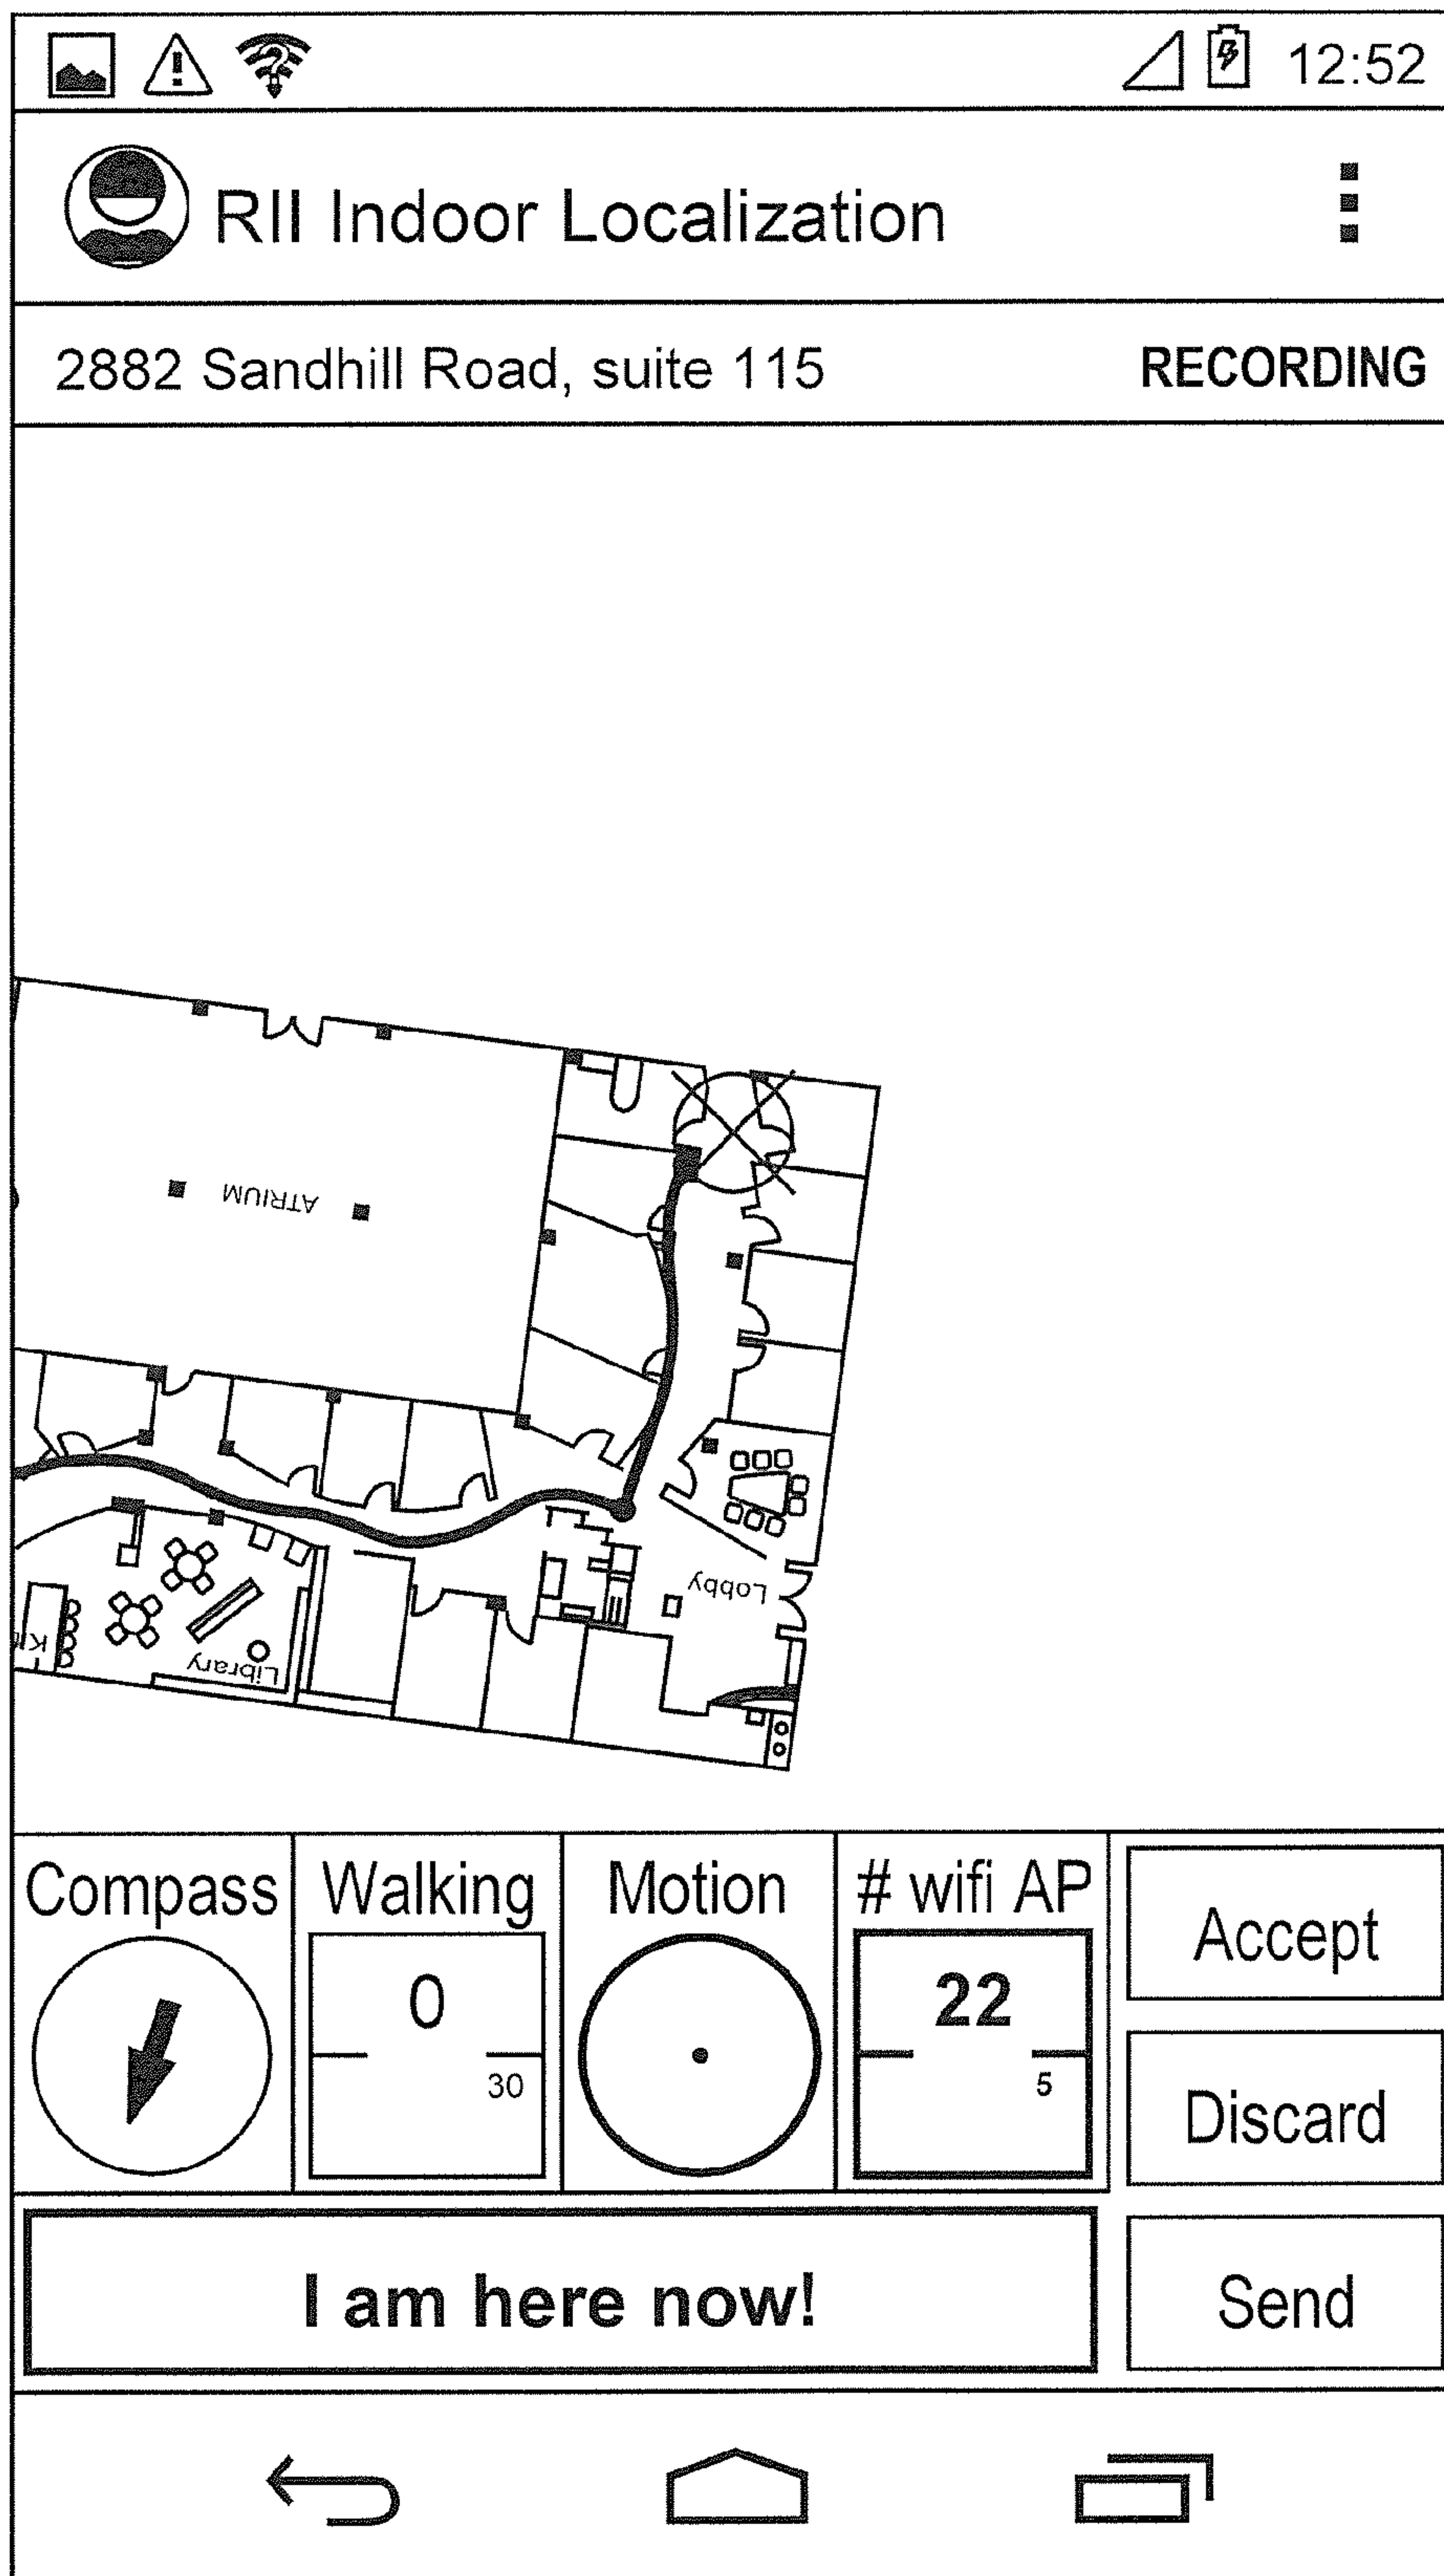 12:52
RII Indoor Localization
2882 Sandhill Road, suite 115 RECORDING
ATRIUM
Lobby
Library
Compass Walking Motion # wifi AP
Accept
0 22
30 5
Discard
I am here now! Send